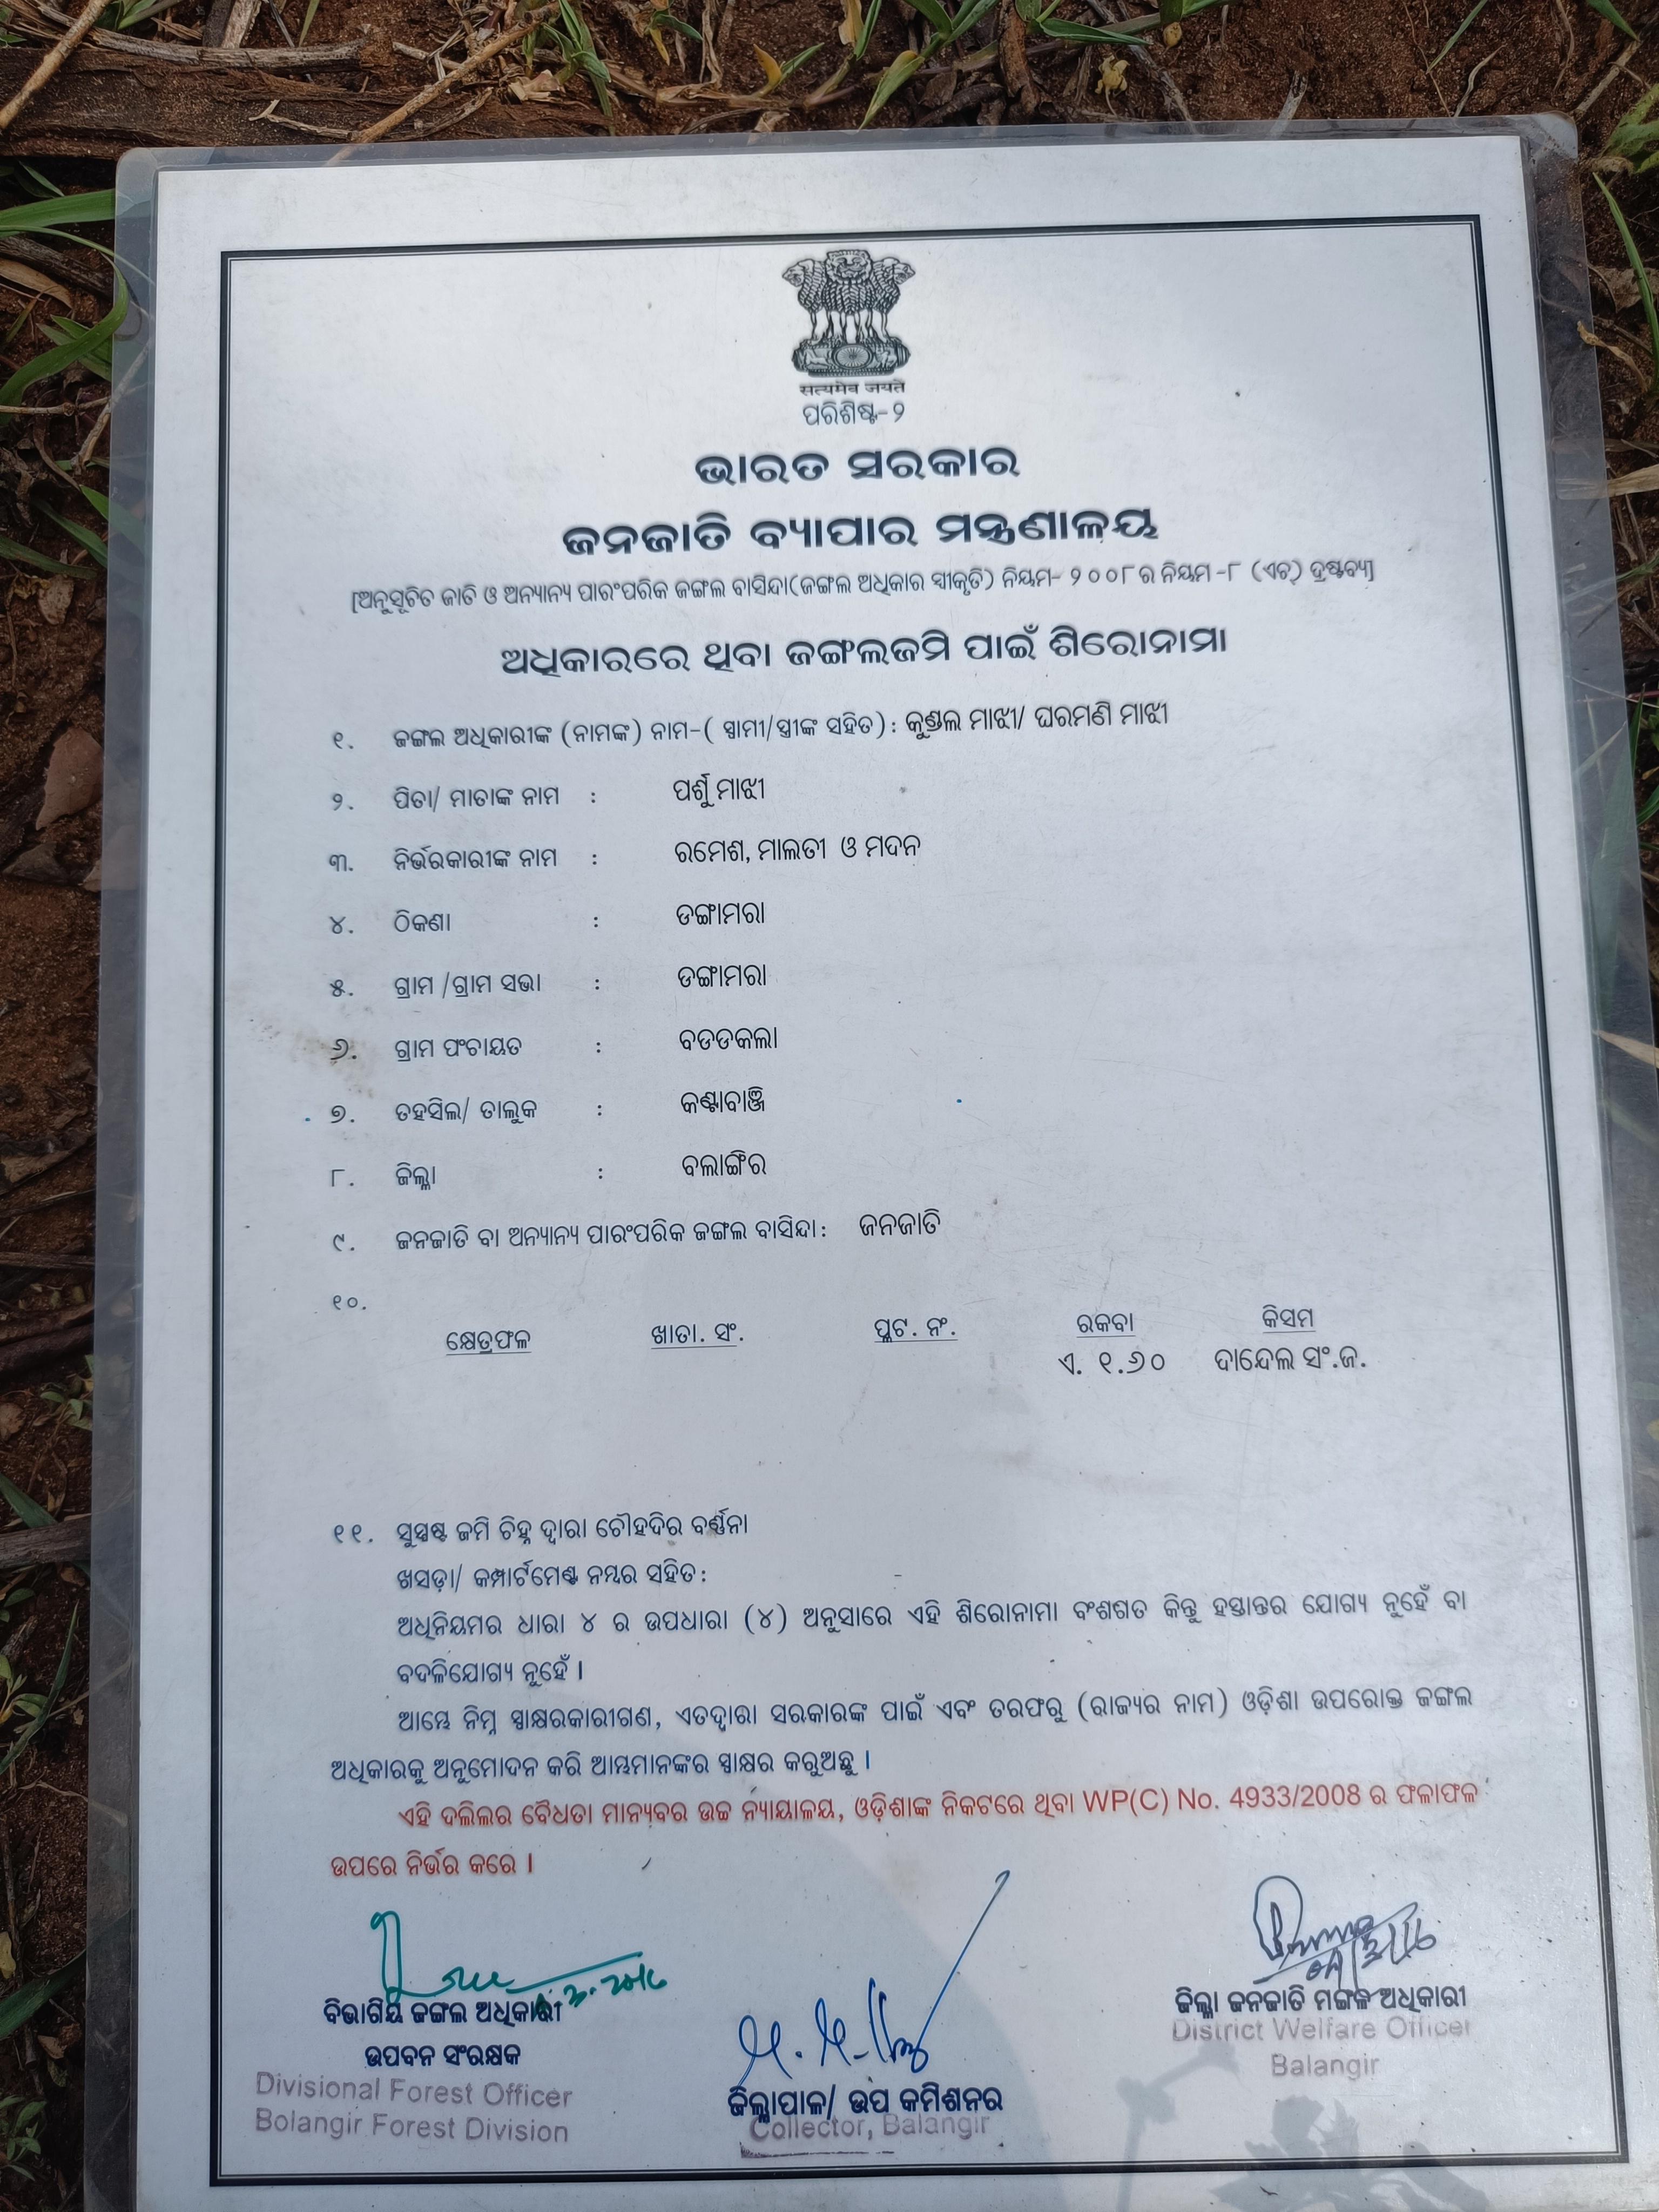 सत्यमेव जयते
ପରିଶିଷ୍ଟ-୨
ଭାରତ ସରକାର
ଜନଜାତି ବ୍ୟାପାର ମନ୍ତ୍ରଣାଳୟ
[ଅନୁସୂଚିତ ଜାତି ଓ ଅନ୍ୟାନ୍ୟ ପାରଂପରିକ ଜଙ୍ଗଲ ବାସିନ୍ଦା(ଜଙ୍ଗଲ ଅଧିକାର ସ୍ୱୀକୃତି) ନିୟମ- ୨୦୦୮ର ନିୟମ -୮ (ଏଚ୍) ଦ୍ରଷ୍ଟବ୍ୟ]
ଅଧିକାରରେ ଥିବା ଜଙ୍ଗଲଜମି ପାଇଁ ଶିରୋନାମା
୧. ଜଙ୍ଗଲ ଅଧିକାରୀଙ୍କ (ନାମଙ୍କ) ନାମ-( ସ୍ୱାମୀ/ସ୍ତ୍ରୀଙ୍କ ସହିତ) : କୁଣ୍ଡଲ ମାଝୀ/ ଘରମଣି ମାଝୀ
୨. ପିତା/ ମାତାଙ୍କ ନାମ : ପର୍ଶୁ ମାଝୀ
୩. ନିର୍ଭରକାରୀଙ୍କ ନାମ : ରମେଶ, ମାଲତୀ ଓ ମଦନ
୪. ଠିକଣା : ଡଙ୍ଗାମରା
୫. ଗ୍ରାମ /ଗ୍ରାମ ସଭା : ଡଙ୍ଗାମରା
୬. ଗ୍ରାମ ପଂଚାୟତ : ବଡଡକଲା
୭. ତହସିଲ/ ତାଲୁକ : କଣ୍ଟାବାଞ୍ଜି
୮. ଜିଲ୍ଲା : ବଲାଙ୍ଗିର
୯. ଜନଜାତି ବା ଅନ୍ୟାନ୍ୟ ପାରଂପରିକ ଜଙ୍ଗଲ ବାସିନ୍ଦା : ଜନଜାତି
୧୦.
କ୍ଷେତ୍ରଫଳ ଖାତା. ସଂ. ପ୍ଲଟ. ନଂ. ରକବା କିସମ
ଏ. ୧.୬୦ ଦାନ୍ଦେଲ ସଂ.ଜ.
୧୧. ସୁସ୍ପଷ୍ଟ ଜମି ଚିହ୍ନ ଦ୍ୱାରା ଚୌହଦିର ବର୍ଣ୍ଣନା
ଖସଡ଼ା/ କମ୍ପାର୍ଟମେଣ୍ଟ ନମ୍ବର ସହିତ :
ଅଧିନିୟମର ଧାରା ୪ ର ଉପଧାରା (୪) ଅନୁସାରେ ଏହି ଶିରୋନାମା ବଂଶଗତ କିନ୍ତୁ ହସ୍ତାନ୍ତର ଯୋଗ୍ୟ ନୁହେଁ ବା
ବଦଳିଯୋଗ୍ୟ ନୁହେଁ ।
ଆମ୍ଭେ ନିମ୍ନ ସ୍ୱାକ୍ଷରକାରୀଗଣ, ଏତଦ୍ୱାରା ସରକାରଙ୍କ ପାଇଁ ଏବଂ ତରଫରୁ (ରାଜ୍ୟର ନାମ) ଓଡ଼ିଶା ଉପରୋକ୍ତ ଜଙ୍ଗଲ
ଅଧିକାରକୁ ଅନୁମୋଦନ କରି ଆମ୍ଭମାନଙ୍କର ସ୍ୱାକ୍ଷର କରୁଅଛୁ ।
ଏହି ଦଲିଲର ବୈଧତା ମାନ୍ୟବର ଉଚ୍ଚ ନ୍ୟାୟାଳୟ, ଓଡ଼ିଶାଙ୍କ ନିକଟରେ ଥିବା WP(C) No. 4933/2008 ର ଫଳାଫଳ
ଉପରେ ନିର୍ଭର କରେ ।
ବିଭାଗିୟ ଜଙ୍ଗଲ ଅଧିକାରୀ
ଉପବନ ସଂରକ୍ଷକ
Divisional Forest Officer
Bolangir Forest Division
ଜିଲ୍ଲାପାଳ/ ଉପ କମିଶନର
Collector, Balangir
ଜିଲ୍ଲା ଜନଜାତି ମଙ୍ଗଳ ଅଧିକାରୀ
District Welfare Officer
Balangir